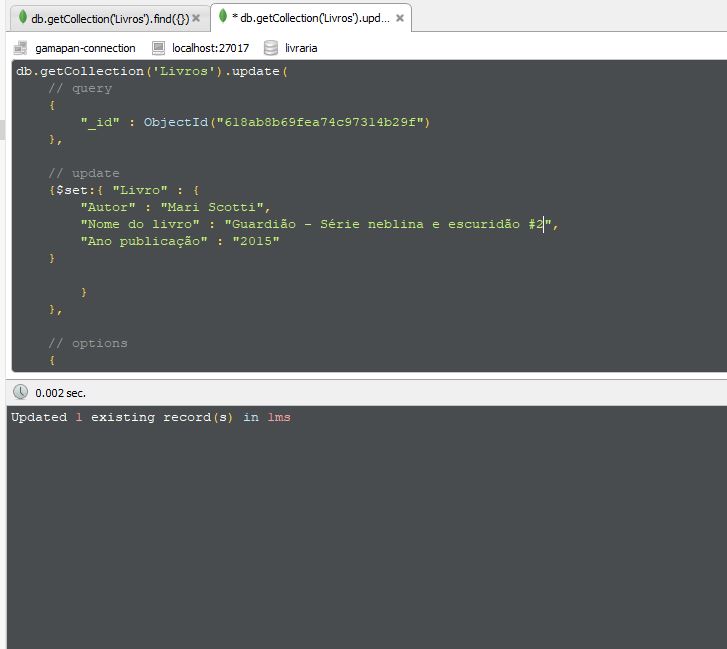 db.getCollection('Livros').find({})
* db.getCollection('Livros').upd...
gamapan-connection localhost:27017 livraria
db.getCollection('Livros').update(
// query
{
"_id" : ObjectId("618ab8b69fea74c97314b29f")
},
// update
{$set:{ "Livro" : {
"Autor" : "Mari Scotti",
"Nome do livro" : "Guardião – Série neblina e escuridão #2",
"Ano publicação" : "2015"
}
}
},
// options
{
0.002 sec.
Updated 1 existing record(s) in 1ms